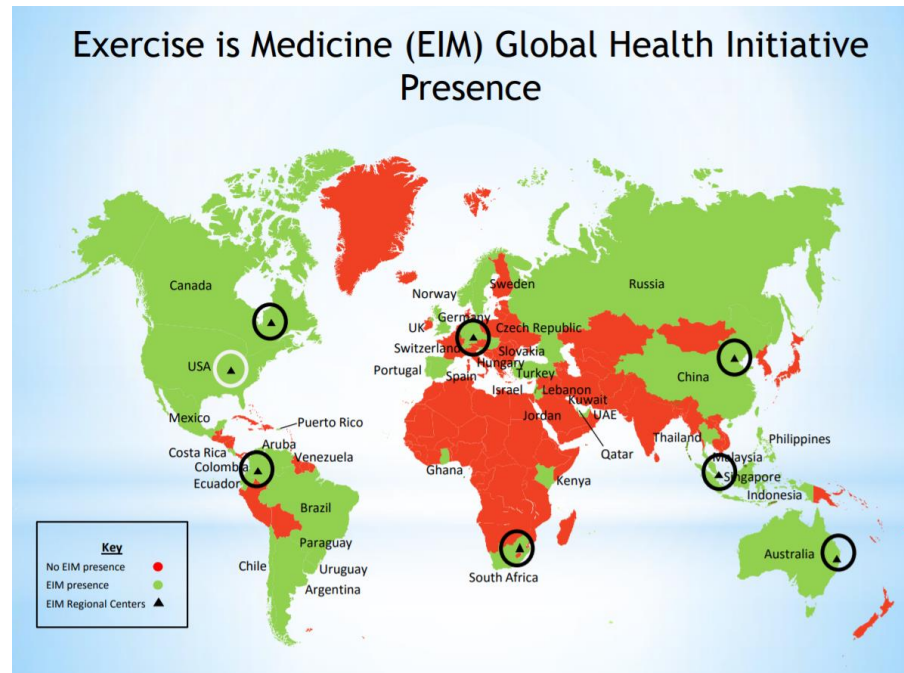 Exercise is Medicine (EIM) Global Health Initiative
Presence
Canada
USA
Mexico
Puerto Rico
Aruba
Costa Rica
Venezuela
Colombia
Ecuador
Brazil
Paraguay
Chile
Uruguay
Argentina
Norway
Sweden
Russia
Germany
UK
Czech Republic
Switzerland
Slovakia
Hungary
Portugal
Spain
Turkey
Israel
Lebanon
Kuwait
Jordan
UAE
Qatar
China
Thailand
Philippines
Malaysia
Singapore
Indonesia
Ghana
Kenya
South Africa
Australia
Key
No EIM presence
EIM presence
EIM Regional Centers